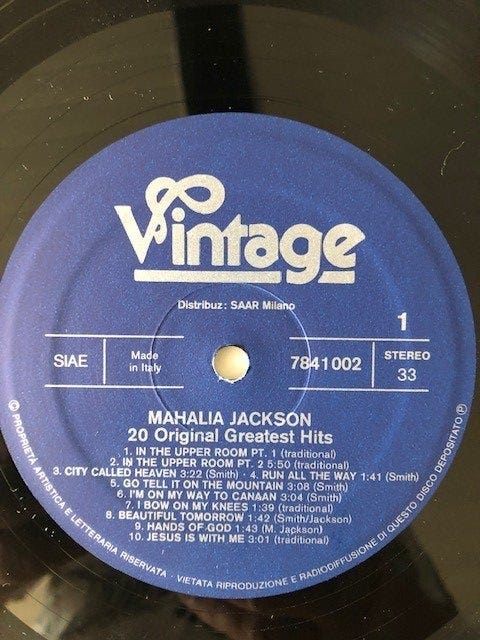 Vintage
Distribuz: SAAR Milano
1
SIAE
Made
in Italy
7841002
STEREO
33
MAHALIA JACKSON
20 Original Greatest Hits
1. IN THE UPPER ROOM PT. 1 (traditional)
2. IN THE UPPER ROOM PT. 2 5:50 (traditional)
3. CITY CALLED HEAVEN 3:22 (Smith) · 4. RUN ALL THE WAY 1:41 (Smith)
5. GO TELL IT ON THE MOUNTAIN 3:08 (Smith)
6. I'M ON MY WAY TO CANAAN 3:04 (Smith)
7. I BOW ON MY KNEES 1:39 (traditional)
8. BEAUTIFUL TOMORROW 1:42 (Smith/Jackson)
9. HANDS OF GOD 1:43 (M. Jackson)
10. JESUS IS WITH ME 3:01 (traditional)
© PROPRIETÀ ARTISTICA E LETTERARIA RISERVATA · VIETATA RIPRODUZIONE E RADIODIFFUSIONE DI QUESTO DISCO DEPOSITATO ℗